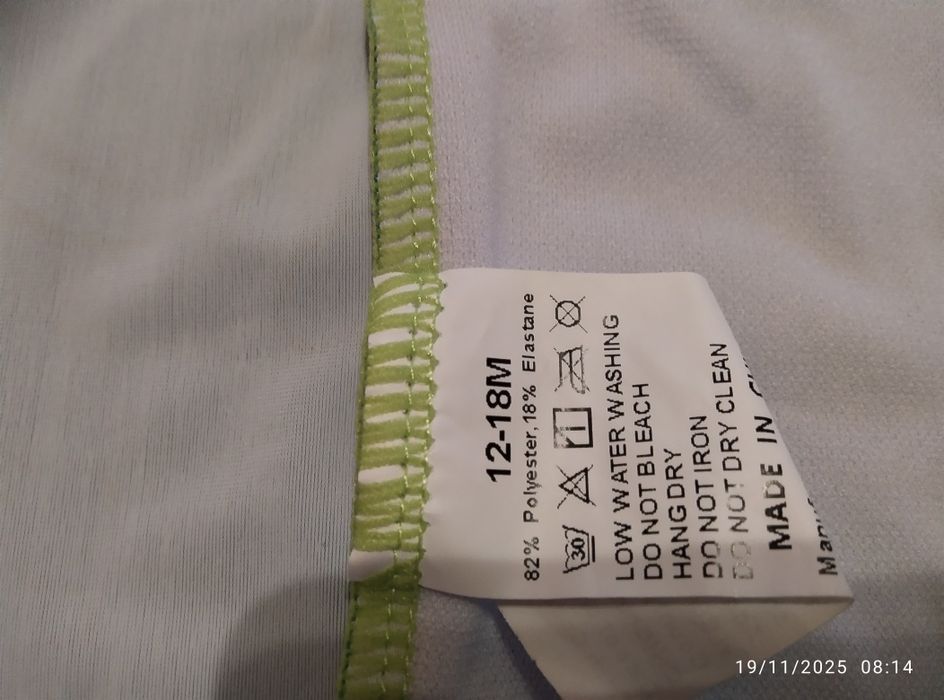 12-18M
82% Polyester,18% Elastane
30
LOW WATER WASHING
DO NOT BLEACH
HANG DRY
DO NOT IRON
DO NOT DRY CLEAN
MADE IN
19/11/2025 08:14